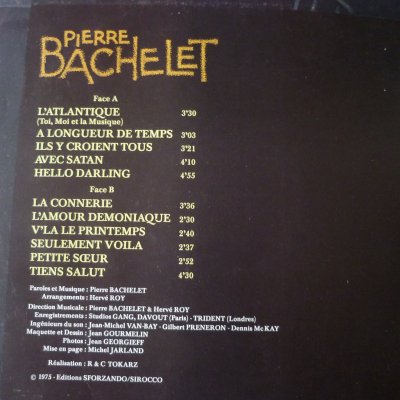 PIERRE
BACHELET
Face A
L'ATLANTIQUE 3'30
(Toi, Moi et la Musique)
A LONGUEUR DE TEMPS 3'03
ILS Y CROIENT TOUS 3'21
AVEC SATAN 4'10
HELLO DARLING 4'55
Face B
LA CONNERIE 3'36
L'AMOUR DEMONIAQUE 2'30
V'LA LE PRINTEMPS 2'40
SEULEMENT VOILA 2'37
PETITE SŒUR 2'52
TIENS SALUT 4'30
Paroles et Musique : Pierre BACHELET
Arrangements : Hervé ROY
Direction Musicale : Pierre BACHELET & Hervé ROY
Enregistrements : Studios GANG, DAVOUT (Paris) - TRIDENT (Londres)
Ingénieurs du son : Jean-Michel VAN-BAY - Gilbert PRENERON - Dennis McKAY
Maquette et Dessin : Jean GOURMELIN
Photos : Jean GEORGIEFF
Mise en page : Michel JARLAND
Réalisation : R & C TOKARZ
© 1975 - Editions SFORZANDO/SIROCCO